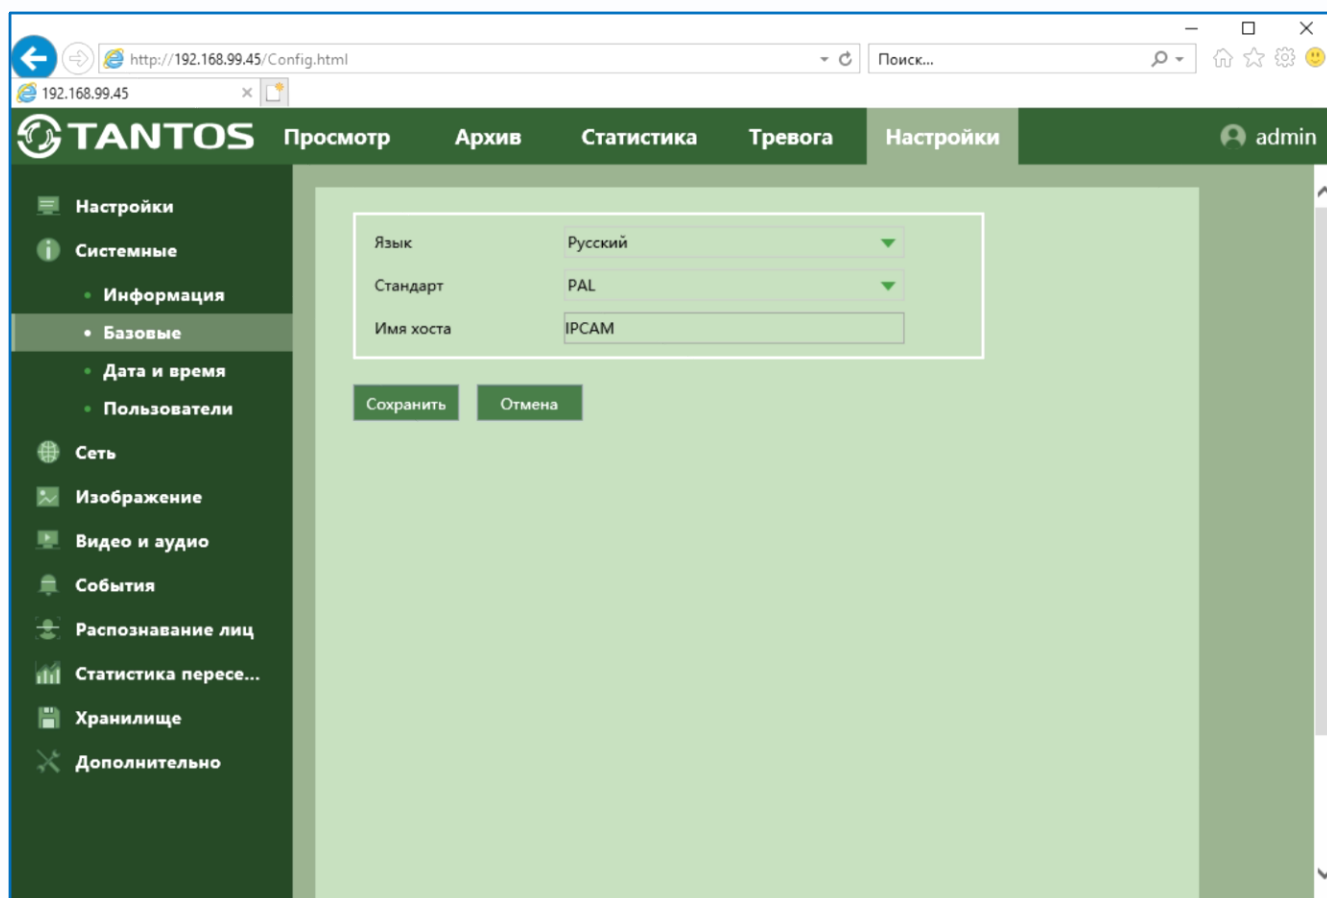 http://192.168.99.45/Config.html
Поиск...
192.168.99.45
TANTOS Просмотр Архив Статистика Тревога Настройки admin
Настройки
Системные
Информация
Базовые
Дата и время
Пользователи
Сеть
Изображение
Видео и аудио
События
Распознавание лиц
Статистика пересе...
Хранилище
Дополнительно
Язык Русский
Стандарт PAL
Имя хоста IPCAM
Сохранить Отмена